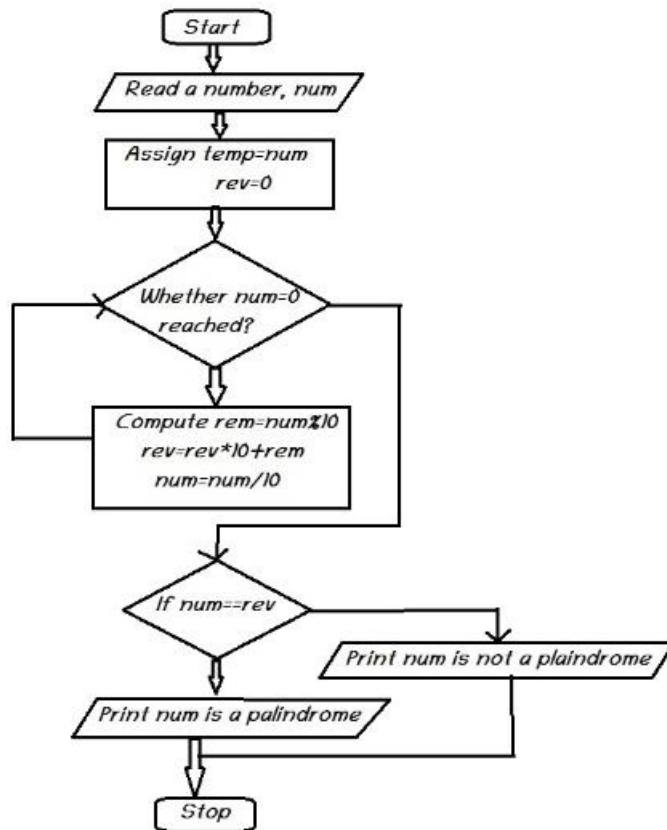 Start
Read a number, num
Assign temp=num
rev=0
Whether num=0
reached?
Compute rem=num%10
rev=rev*10+rem
num=num/10
If num==rev
Print num is not a plaindrome
Print num is a palindrome
Stop